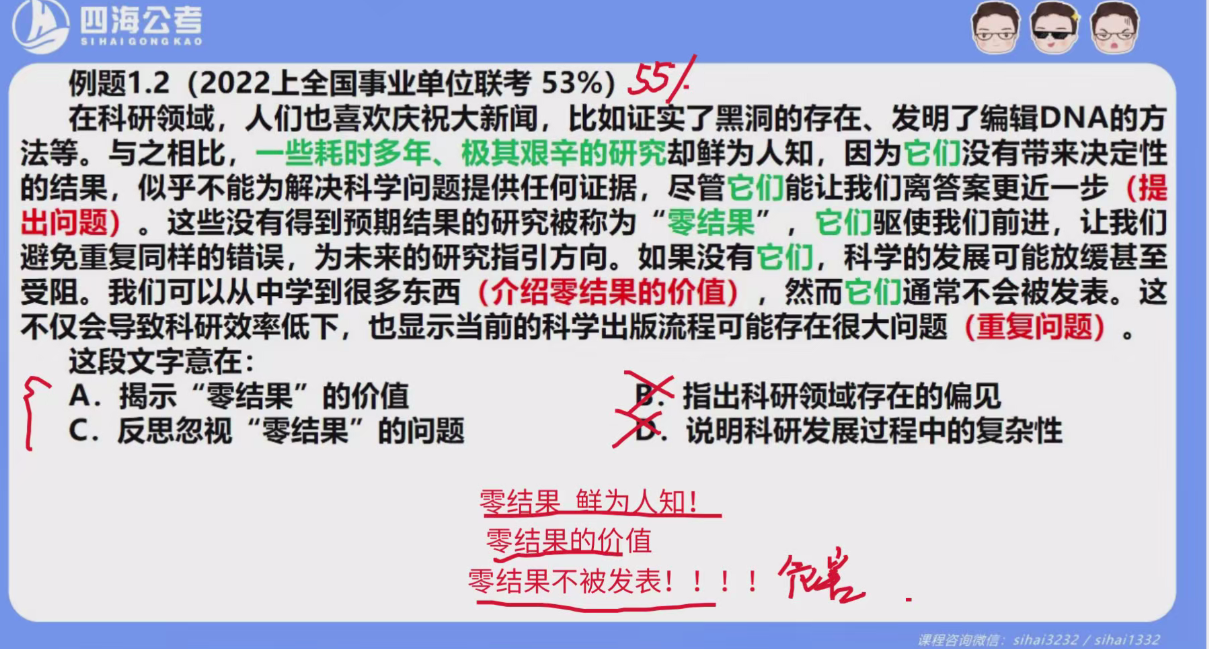 四海公考
SIHAIGONGKAO
例题1.2（2022上全国事业单位联考 53%）55%
在科研领域，人们也喜欢庆祝大新闻，比如证实了黑洞的存在、发明了编辑DNA的方
法等。与之相比，一些耗时多年、极其艰辛的研究却鲜为人知，因为它们没有带来决定性
的结果，似乎不能为解决科学问题提供任何证据，尽管它们能让我们离答案更近一步（提
出问题）。这些没有得到预期结果的研究被称为“零结果”，它们驱使我们前进，让我们
避免重复同样的错误，为未来的研究指引方向。如果没有它们，科学的发展可能放缓甚至
受阻。我们可以从中学到很多东西（介绍零结果的价值），然而它们通常不会被发表。这
不仅会导致科研效率低下，也显示当前的科学出版流程可能存在很大问题（重复问题）。
这段文字意在：
A．揭示“零结果”的价值 B．指出科研领域存在的偏见
C．反思忽视“零结果”的问题 D．说明科研发展过程中的复杂性
零结果 鲜为人知！
零结果的价值
零结果不被发表！！！！危害
课程咨询微信：sihai3232 / sihai1332